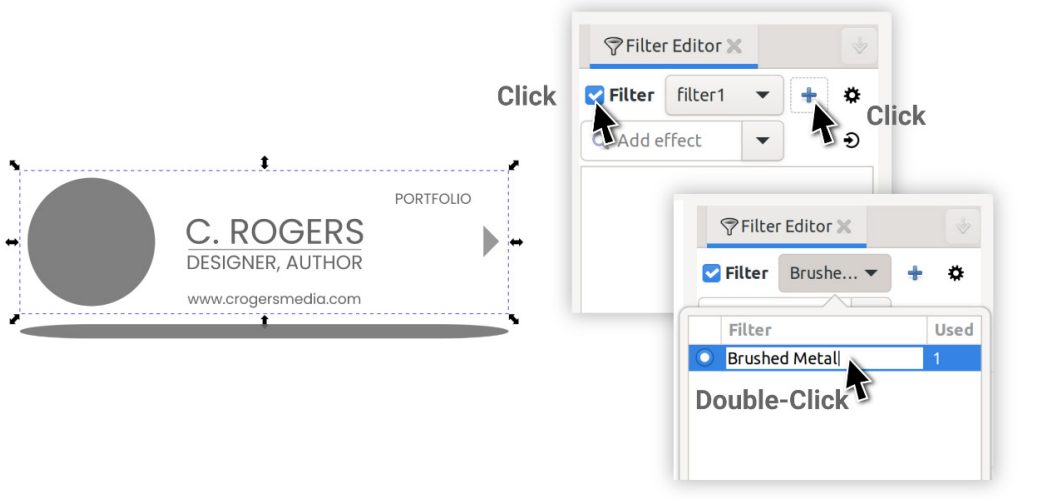 PORTFOLIO
C. ROGERS
DESIGNER, AUTHOR
www.crogersmedia.com
Filter Editor
Click
Filter
filter1
Click
Add effect
Filter Editor
Filter
Brushe...
Filter Used
Brushed Metal 1
Double-Click